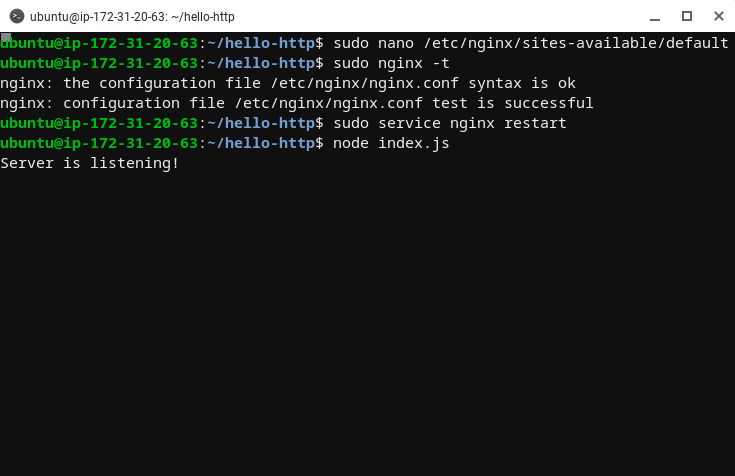 ubuntu@ip-172-31-20-63: ~/hello-http
ubuntu@ip-172-31-20-63:~/hello-http$ sudo nano /etc/nginx/sites-available/default
ubuntu@ip-172-31-20-63:~/hello-http$ sudo nginx -t
nginx: the configuration file /etc/nginx/nginx.conf syntax is ok
nginx: configuration file /etc/nginx/nginx.conf test is successful
ubuntu@ip-172-31-20-63:~/hello-http$ sudo service nginx restart
ubuntu@ip-172-31-20-63:~/hello-http$ node index.js
Server is listening!